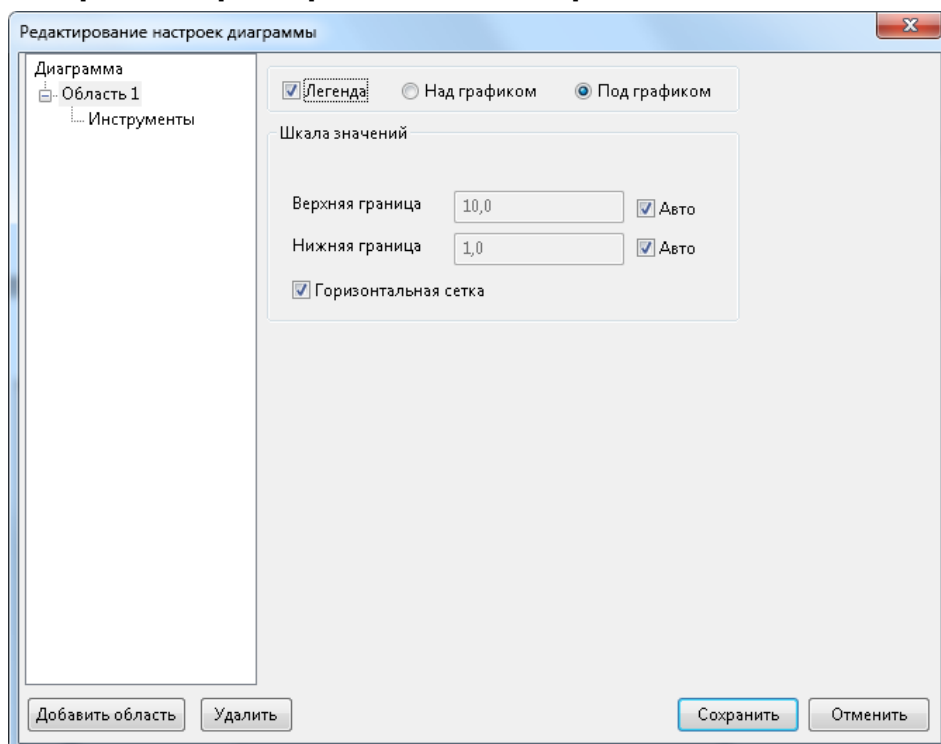 Редактирование настроек диаграммы
Диаграмма
Область 1
Инструменты
Легенда Над графиком Под графиком
Шкала значений
Верхняя граница 10,0 Авто
Нижняя граница 1,0 Авто
Горизонтальная сетка
Добавить область Удалить Сохранить Отменить